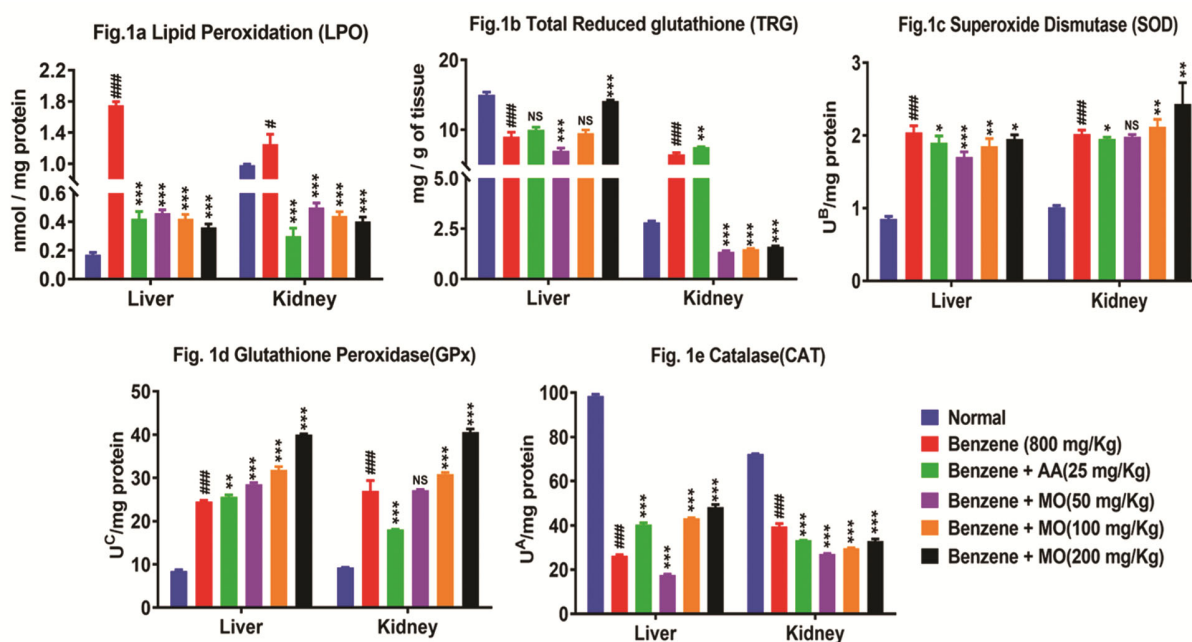 Fig.1a Lipid Peroxidation (LPO)
nmol / mg protein
1.8
1.4
1.0
0.6
0.4
0.2
0.0
###
***
***
***
***
#
***
***
***
***
Liver
Kidney
Fig.1b Total Reduced glutathione (TRG)
mg / g of tissue
20
15
10
5.0
2.5
0.0
###
NS
***
NS
***
###
**
***
***
***
Liver
Kidney
Fig.1c Superoxide Dismutase (SOD)
UB/mg protein
3
2
1
0
###
*
***
**
*
###
*
NS
**
**
Liver
Kidney
Fig. 1d Glutathione Peroxidase(GPx)
UC/mg protein
50
40
30
20
10
0
###
**
***
***
***
###
***
NS
***
***
Liver
Kidney
Fig. 1e Catalase(CAT)
UA/mg protein
100
80
60
40
20
0
###
***
***
***
***
###
***
***
***
***
Liver
Kidney
Normal
Benzene (800 mg/Kg)
Benzene + AA(25 mg/Kg)
Benzene + MO(50 mg/Kg)
Benzene + MO(100 mg/Kg)
Benzene + MO(200 mg/Kg)